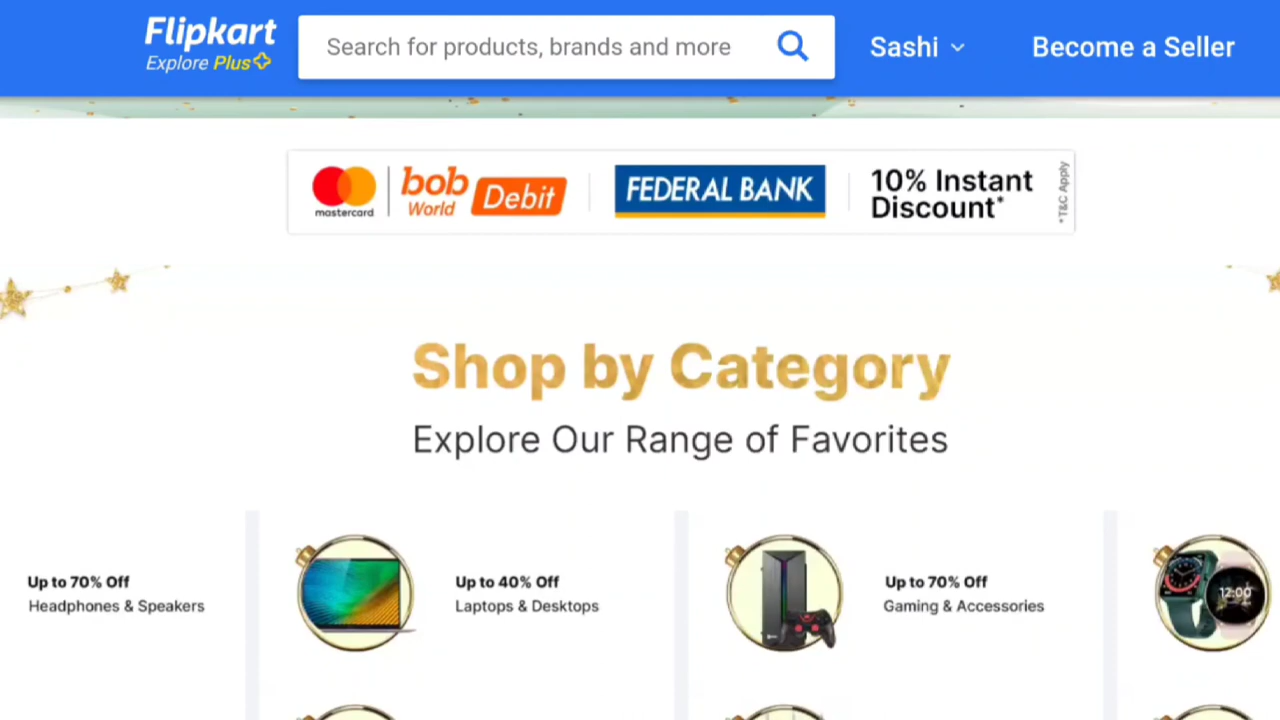 Flipkart
Explore Plus
Search for products, brands and more
Sashi
Become a Seller
mastercard
bob
World
Debit
FEDERAL BANK
10% Instant
Discount*
*T&C Apply
Shop by Category
Explore Our Range of Favorites
Up to 70% Off
Headphones & Speakers
Up to 40% Off
Laptops & Desktops
Up to 70% Off
Gaming & Accessories
12:00